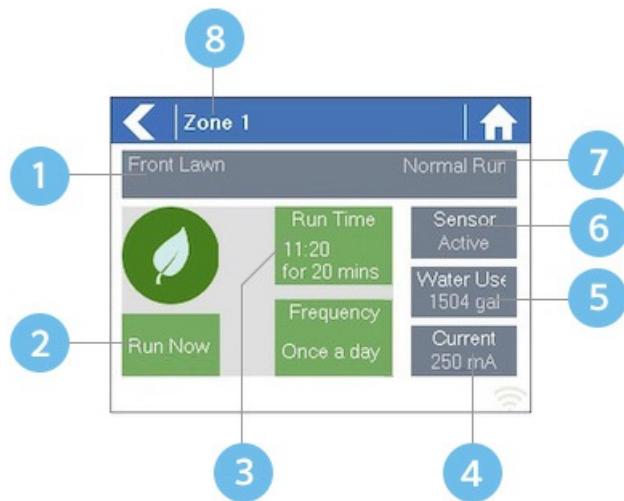 8
Zone 1
1
Front Lawn
Normal Run
7
Run Time
11:20
for 20 mins
Sensor
Active
6
Water Use
1504 gal
5
2
Run Now
Frequency
Once a day
Current
250 mA
3
4